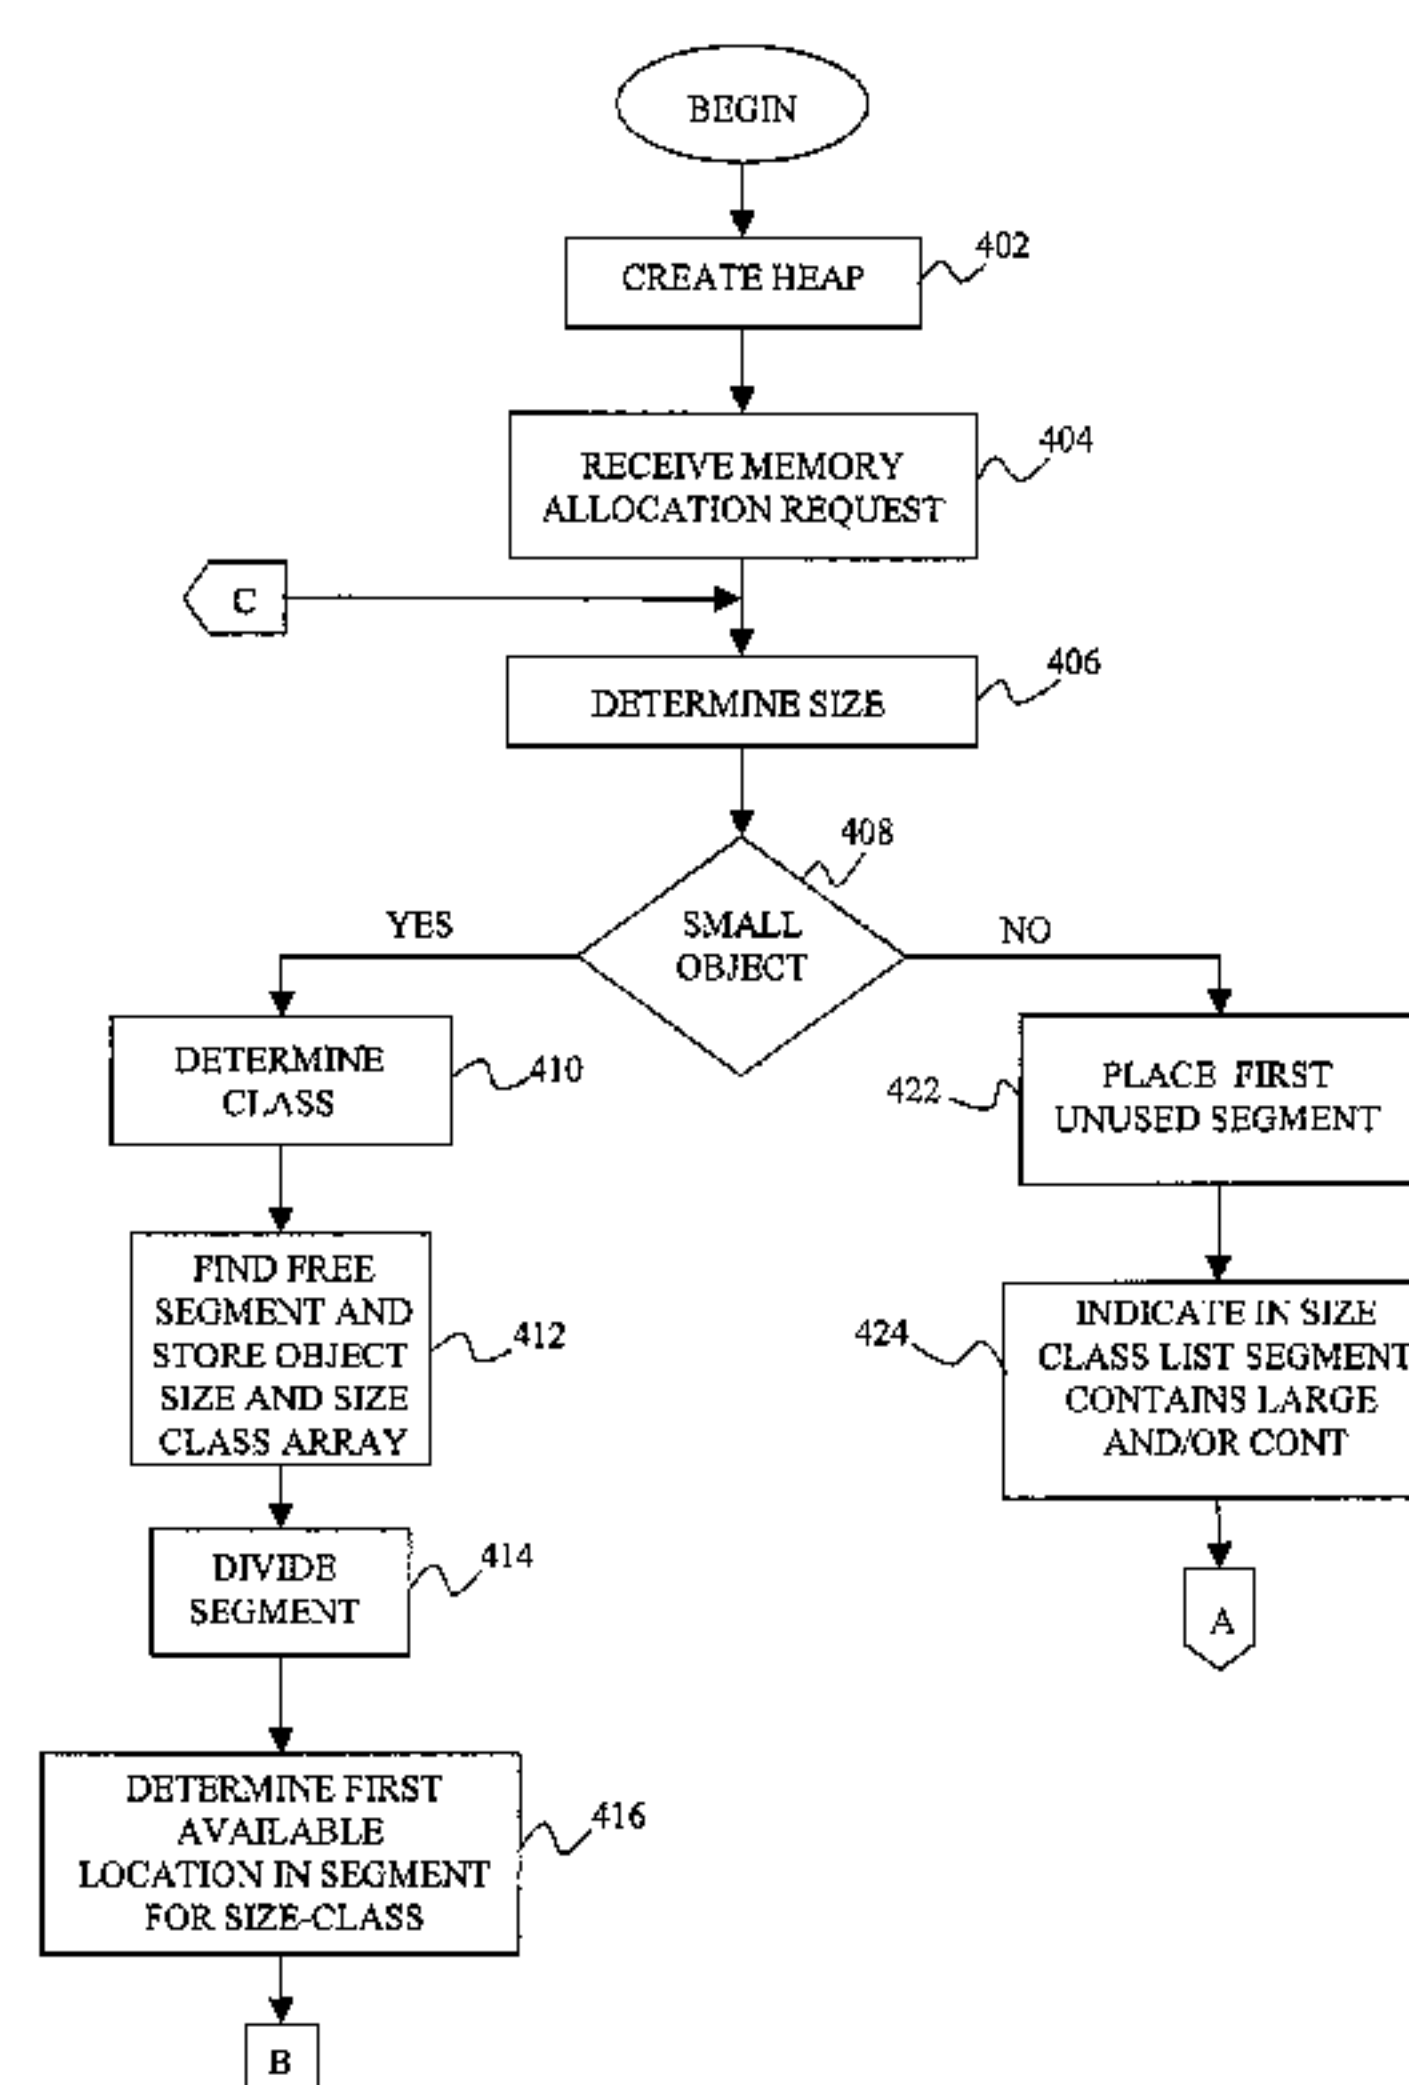 BEGIN
CREATE HEAP
402
RECEIVE MEMORY
ALLOCATION REQUEST
404
C
DETERMINE SIZE
406
408
SMALL
OBJECT
YES
NO
DETERMINE
CLASS
410
FIND FREE
SEGMENT AND
STORE OBJECT
SIZE AND SIZE
CLASS ARRAY
412
DIVIDE
SEGMENT
414
DETERMINE FIRST
AVAILABLE
LOCATION IN SEGMENT
FOR SIZE-CLASS
416
B
422
PLACE FIRST
UNUSED SEGMENT
424
INDICATE IN SIZE
CLASS LIST SEGMENT
CONTAINS LARGE
AND/OR CONT
A